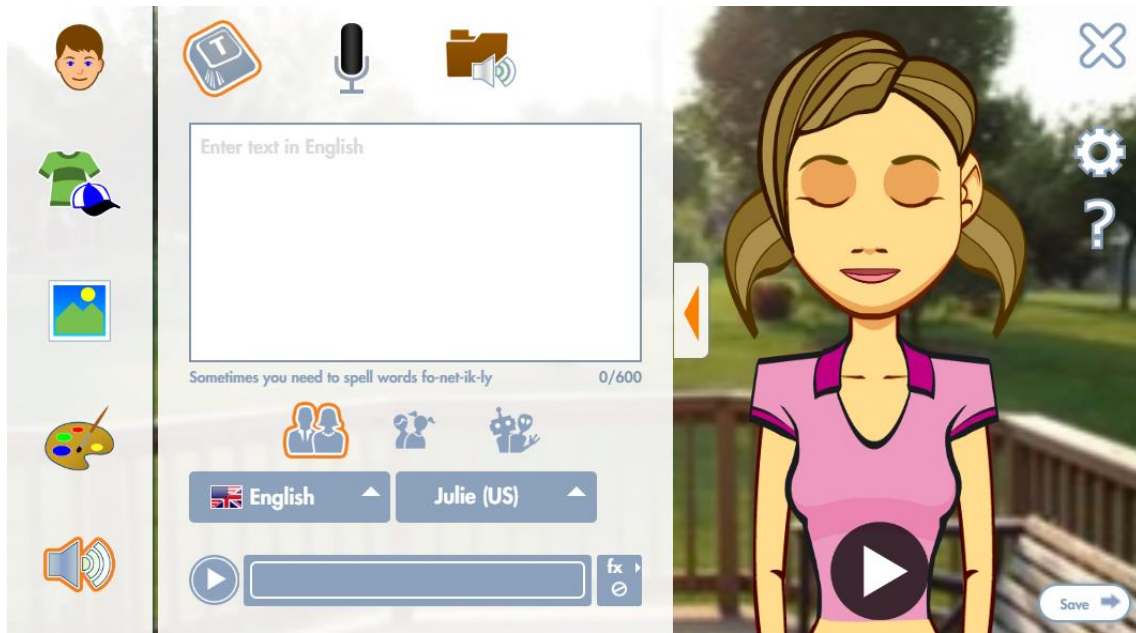 T
Enter text in English
Sometimes you need to spell words fo-net-ik-ly 0/600
English Julie (US)
fx
?
Save